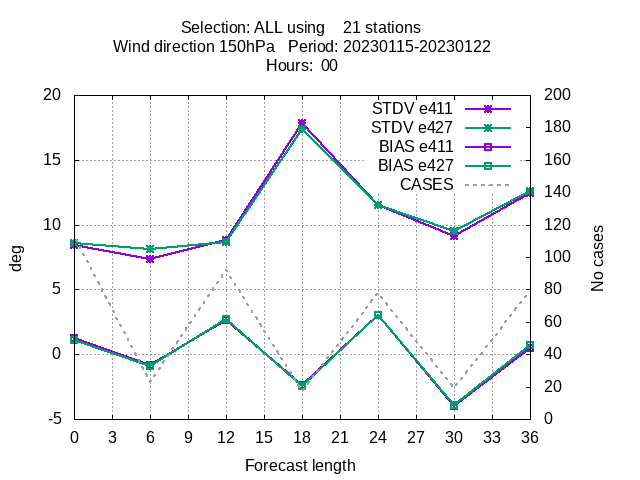 Selection: ALL using    21 stations
Wind direction 150hPa   Period: 20230115-20230122
Hours:  00
STDV e411
STDV e427
BIAS e411
BIAS e427
CASES
20
15
10
5
0
-5
deg
200
180
160
140
120
100
80
60
40
20
0
No cases
0 3 6 9 12 15 18 21 24 27 30 33 36
Forecast length